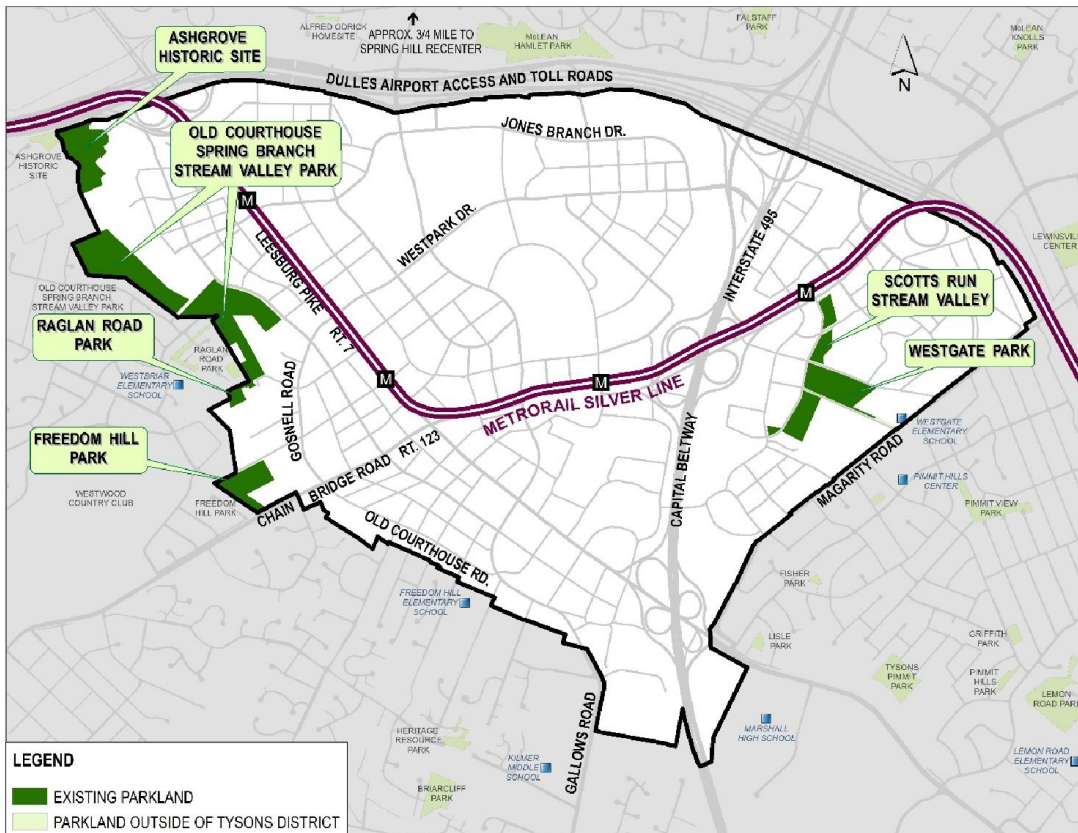 ALFRED ODRICK
HOMESITE
APPROX. 3/4 MILE TO
SPRING HILL RECENTER
McLEAN
HAMLET PARK
FALSTAFF
PARK
McLEAN
KNOLLS
PARK
ASHGROVE
HISTORIC SITE
DULLES AIRPORT ACCESS AND TOLL ROADS
N
JONES BRANCH DR.
OLD COURTHOUSE
SPRING BRANCH
STREAM VALLEY PARK
ASHGROVE
HISTORIC
SITE
M
LEESBURG PIKE RT. 7
WESTPARK DR.
INTERSTATE 495
LEWINSVILLE
CENTER
OLD COURTHOUSE
SPRING BRANCH
STREAM VALLEY PARK
M
SCOTTS RUN
STREAM VALLEY
RAGLAN ROAD
PARK
RAGLAN
ROAD
PARK
WESTGATE PARK
WESTBRIAR
ELEMENTARY
SCHOOL
GOSNELL ROAD
M
M
METRORAIL SILVER LINE
WESTGATE
ELEMENTARY
SCHOOL
FREEDOM HILL
PARK
CHAIN BRIDGE ROAD RT. 123
CAPITAL BELTWAY
MAGARITY ROAD
PIMMIT HILLS
CENTER
WESTWOOD
COUNTRY CLUB
FREEDOM
HILL PARK
PIMMIT VIEW
PARK
OLD COURTHOUSE RD.
FISHER
PARK
FREEDOM HILL
ELEMENTARY
SCHOOL
LISLE
PARK
GRIFFITH
PARK
TYSONS
PIMMIT
PARK
PIMMIT
HILLS
PARK
LEMON
ROAD PARK
GALLOWS ROAD
MARSHALL
HIGH SCHOOL
HERITAGE
RESOURCE
PARK
KILMER
MIDDLE
SCHOOL
LEMON ROAD
ELEMENTARY
SCHOOL
BRIARCLIFF
PARK
LEGEND
EXISTING PARKLAND
PARKLAND OUTSIDE OF TYSONS DISTRICT